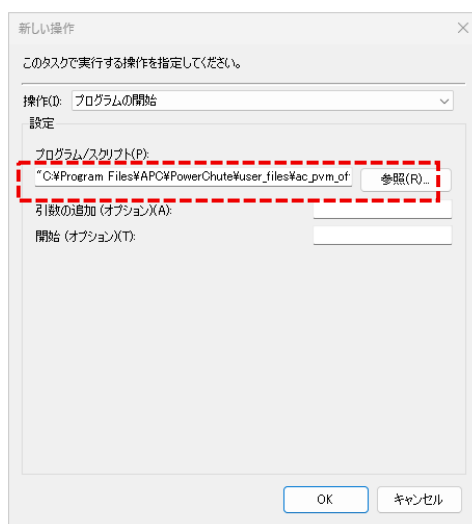 新しい操作
このタスクで実行する操作を指定してください。
操作(I): プログラムの開始
設定
プログラム/スクリプト(P):
"C:¥Program Files¥APC¥PowerChute¥user_files¥ac_pvm_of 参照(R)...
引数の追加 (オプション)(A):
開始 (オプション)(T):
OK キャンセル